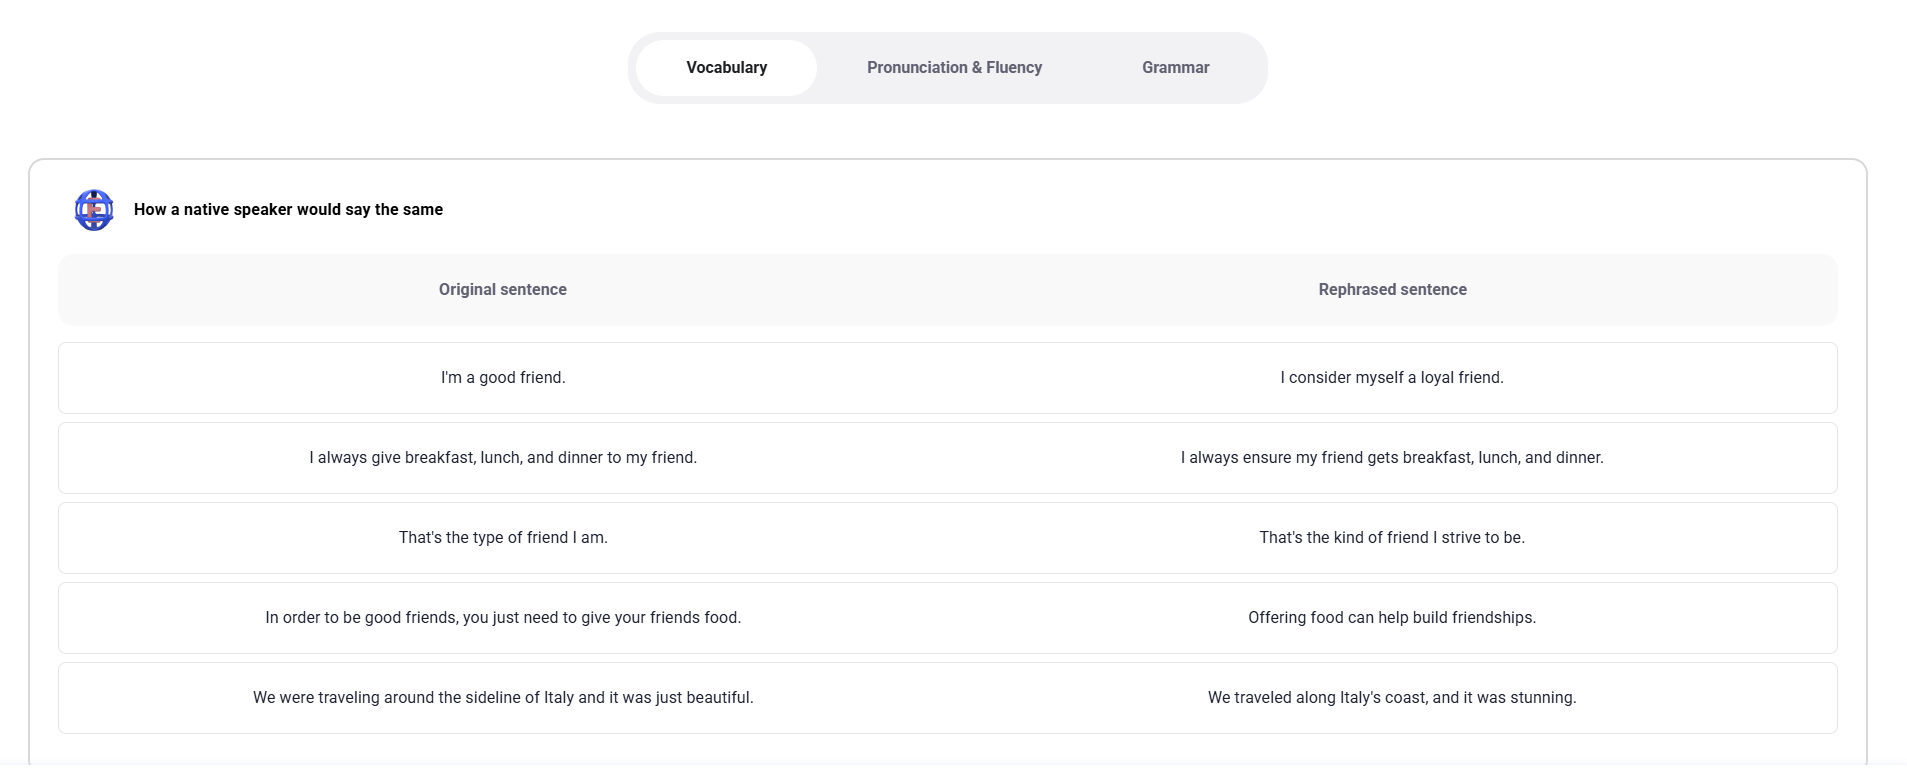 Vocabulary Pronunciation & Fluency Grammar
How a native speaker would say the same
Original sentence Rephrased sentence
I'm a good friend. I consider myself a loyal friend.
I always give breakfast, lunch, and dinner to my friend. I always ensure my friend gets breakfast, lunch, and dinner.
That's the type of friend I am. That's the kind of friend I strive to be.
In order to be good friends, you just need to give your friends food. Offering food can help build friendships.
We were traveling around the sideline of Italy and it was just beautiful. We traveled along Italy's coast, and it was stunning.